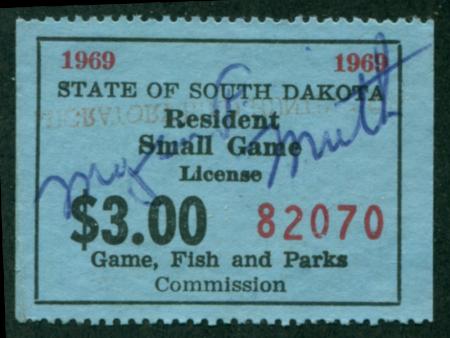 1969 1969
STATE OF SOUTH DAKOTA
Resident
Small Game
License
$3.00 82070
Game, Fish and Parks
Commission